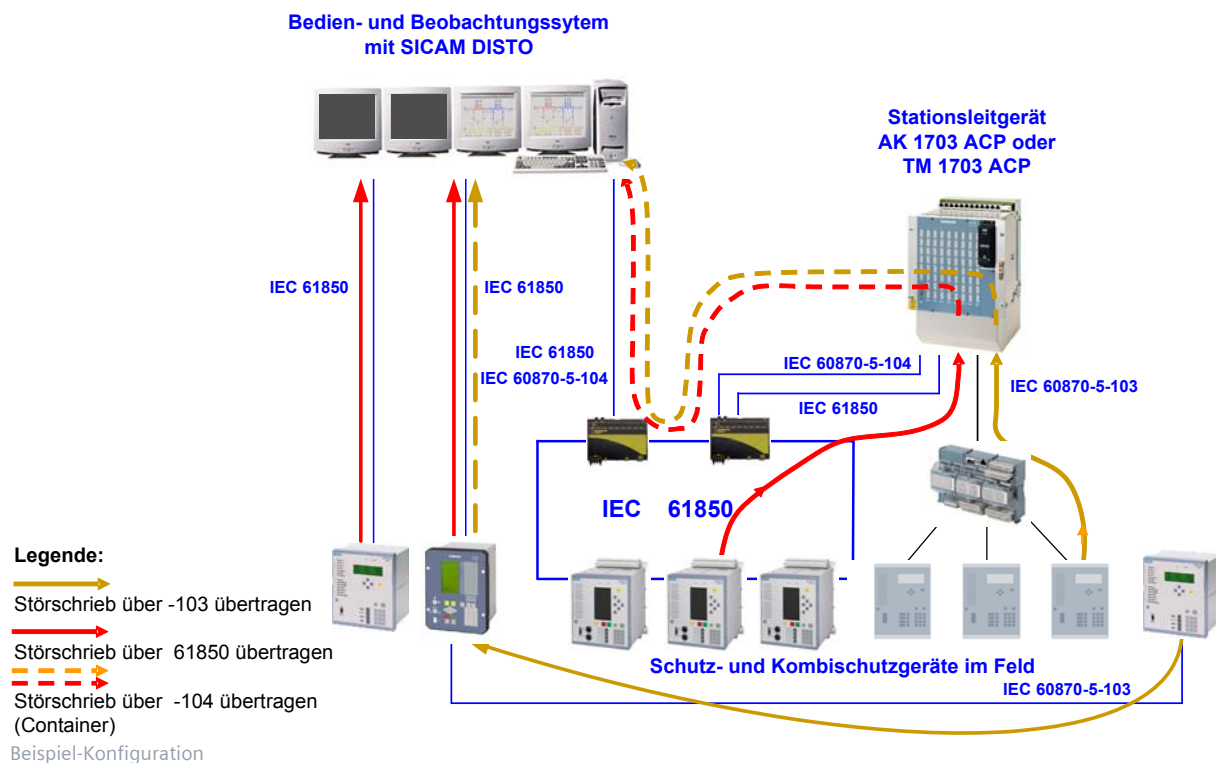 Bedien- und Beobachtungssytem
mit SICAM DISTO
Stationsleitgerät
AK 1703 ACP oder
TM 1703 ACP
IEC 61850
IEC 61850
IEC 61850
IEC 60870-5-104
IEC 60870-5-104
IEC 61850
IEC 60870-5-103
IEC 61850
Legende:
Störschrieb über -103 übertragen
Störschrieb über 61850 übertragen
Störschrieb über -104 übertragen
(Container)
Schutz- und Kombischutzgeräte im Feld
IEC 60870-5-103
Beispiel-Konfiguration